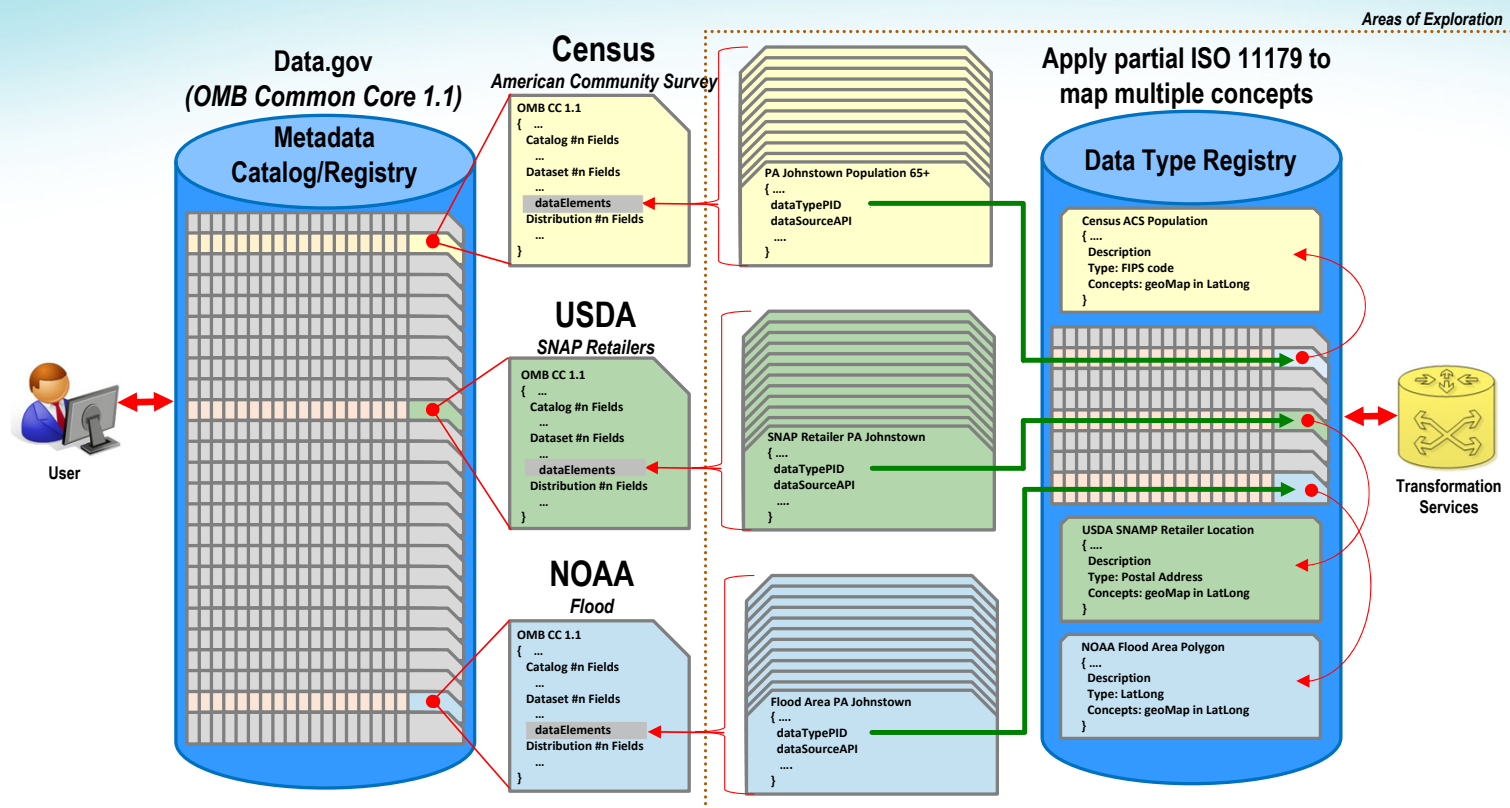 Areas of Exploration
Data.gov
(OMB Common Core 1.1)
Metadata
Catalog/Registry
User
Census
American Community Survey
OMB CC 1.1
{ ...
Catalog #n Fields
...
Dataset #n Fields
...
dataElements
Distribution #n Fields
...
}
USDA
SNAP Retailers
OMB CC 1.1
{ ...
Catalog #n Fields
...
Dataset #n Fields
...
dataElements
Distribution #n Fields
...
}
NOAA
Flood
OMB CC 1.1
{ ...
Catalog #n Fields
...
Dataset #n Fields
...
dataElements
Distribution #n Fields
...
}
PA Johnstown Population 65+
{ ....
dataTypePID
dataSourceAPI
....
}
SNAP Retailer PA Johnstown
{ ....
dataTypePID
dataSourceAPI
....
}
Flood Area PA Johnstown
{ ....
dataTypePID
dataSourceAPI
....
}
Apply partial ISO 11179 to
map multiple concepts
Data Type Registry
Census ACS Population
{ ....
Description
Type: FIPS code
Concepts: geoMap in LatLong
}
USDA SNAMP Retailer Location
{ ....
Description
Type: Postal Address
Concepts: geoMap in LatLong
}
NOAA Flood Area Polygon
{ ....
Description
Type: LatLong
Concepts: geoMap in LatLong
}
Transformation
Services